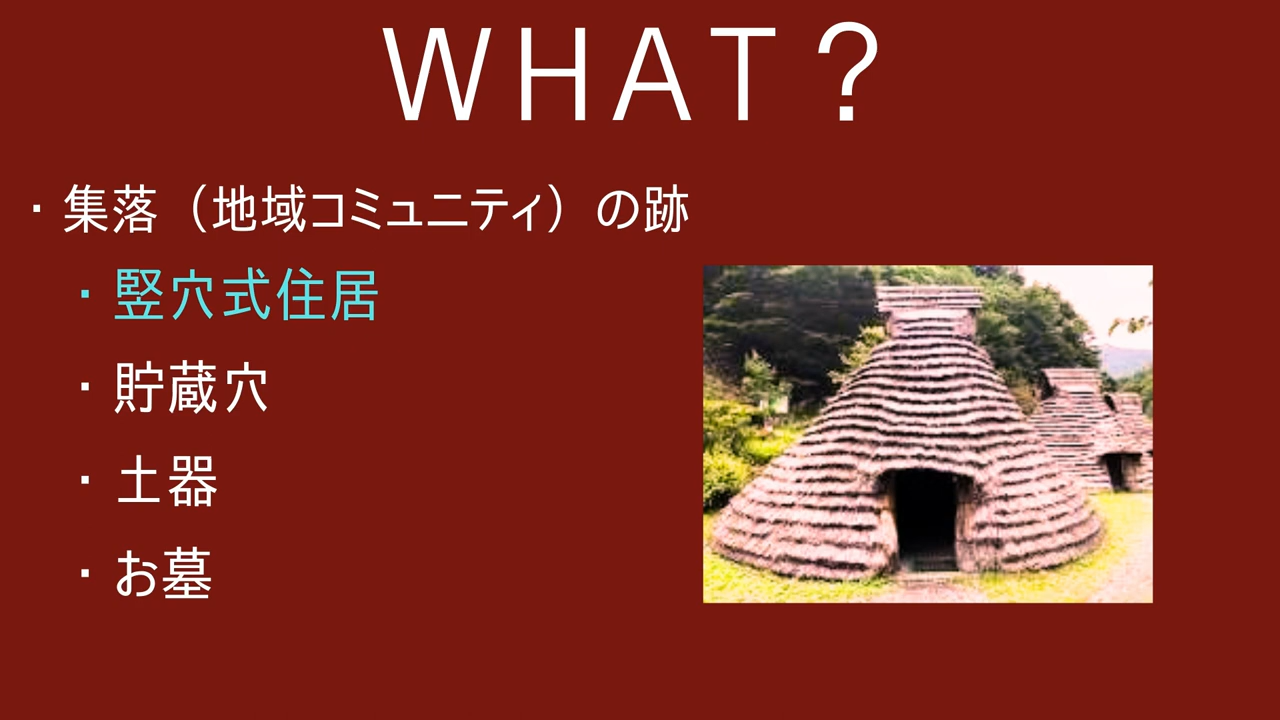 WHAT？
・集落（地域コミュニティ）の跡
・竪穴式住居
・貯蔵穴
・土器
・お墓